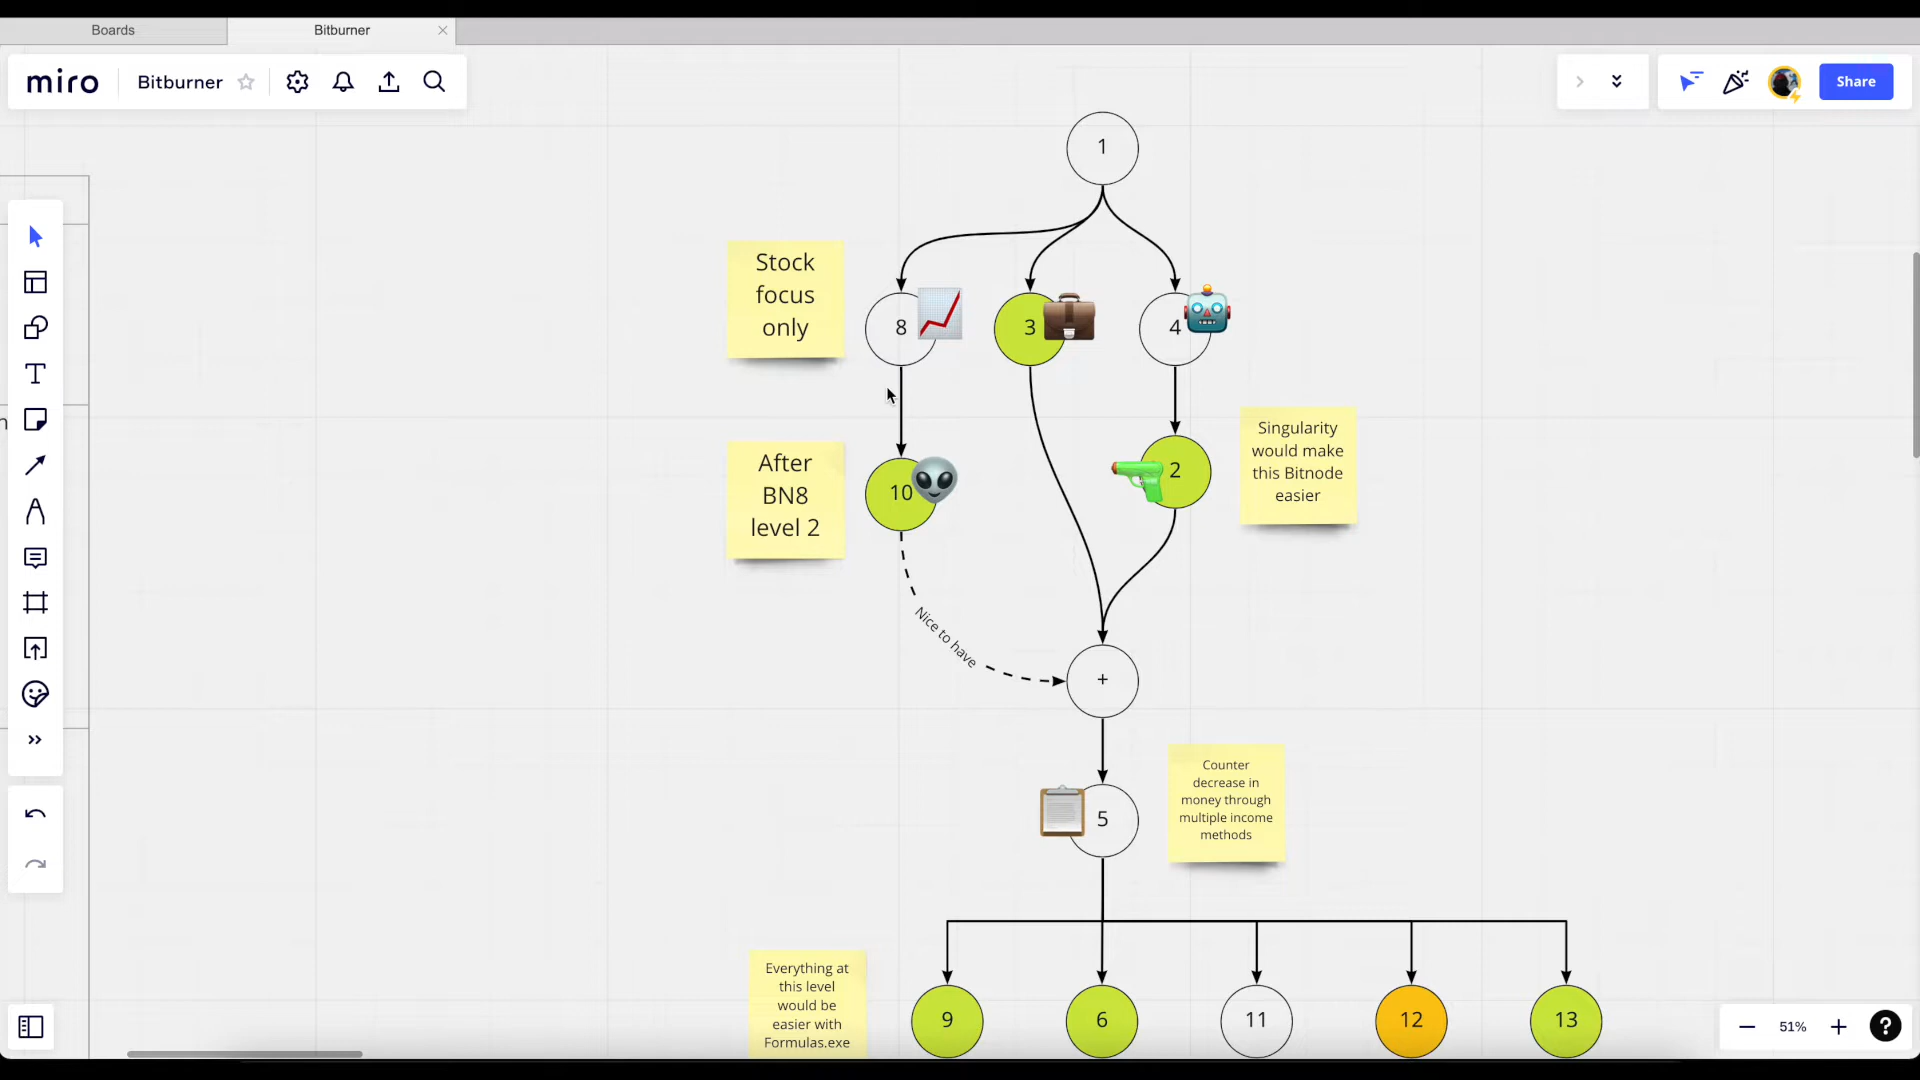 Boards
Bitburner
miro
Bitburner
Share
1
Stock
focus
only
8
3
4
After
BN8
level 2
10
2
Singularity
would make
this Bitnode
easier
Nice to have
+
5
Counter
decrease in
money through
multiple income
methods
Everything at
this level
would be
easier with
Formulas.exe
9
6
11
12
13
51%
?